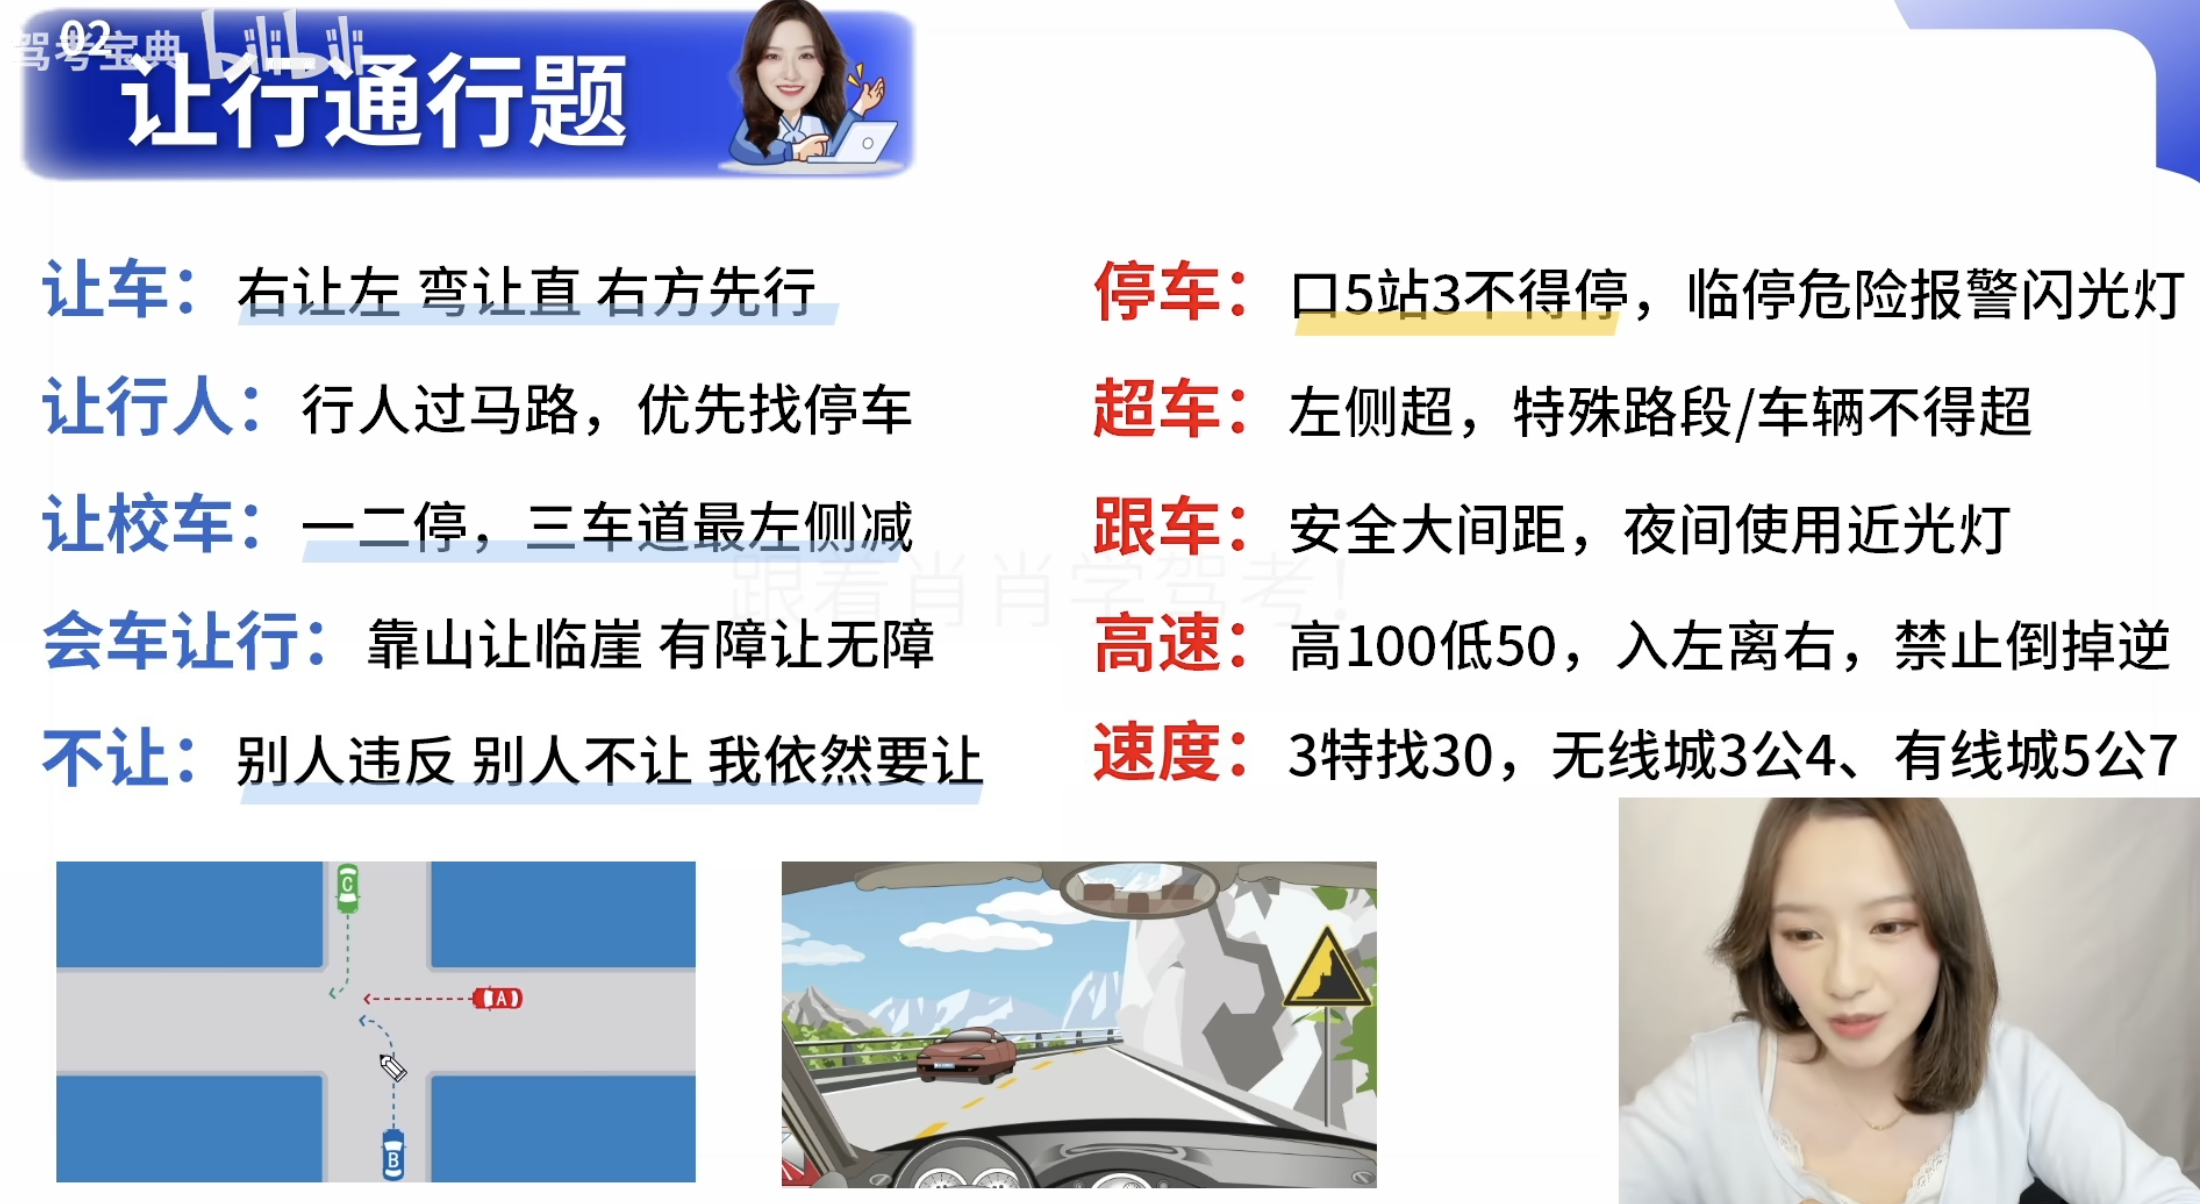 02
驾考宝典 bilibili
让行通行题
让车：右让左 弯让直 右方先行
让行人：行人过马路，优先找停车
让校车：一二停，三车道最左侧减
会车让行：靠山让临崖 有障让无障
不让：别人违反 别人不让 我依然要让
停车：口5站3不得停，临停危险报警闪光灯
超车：左侧超，特殊路段/车辆不得超
跟车：安全大间距，夜间使用近光灯
高速：高100低50，入左离右，禁止倒掉逆
速度：3特找30，无线城3公4、有线城5公7
跟着肖肖学驾考！
C
A
B